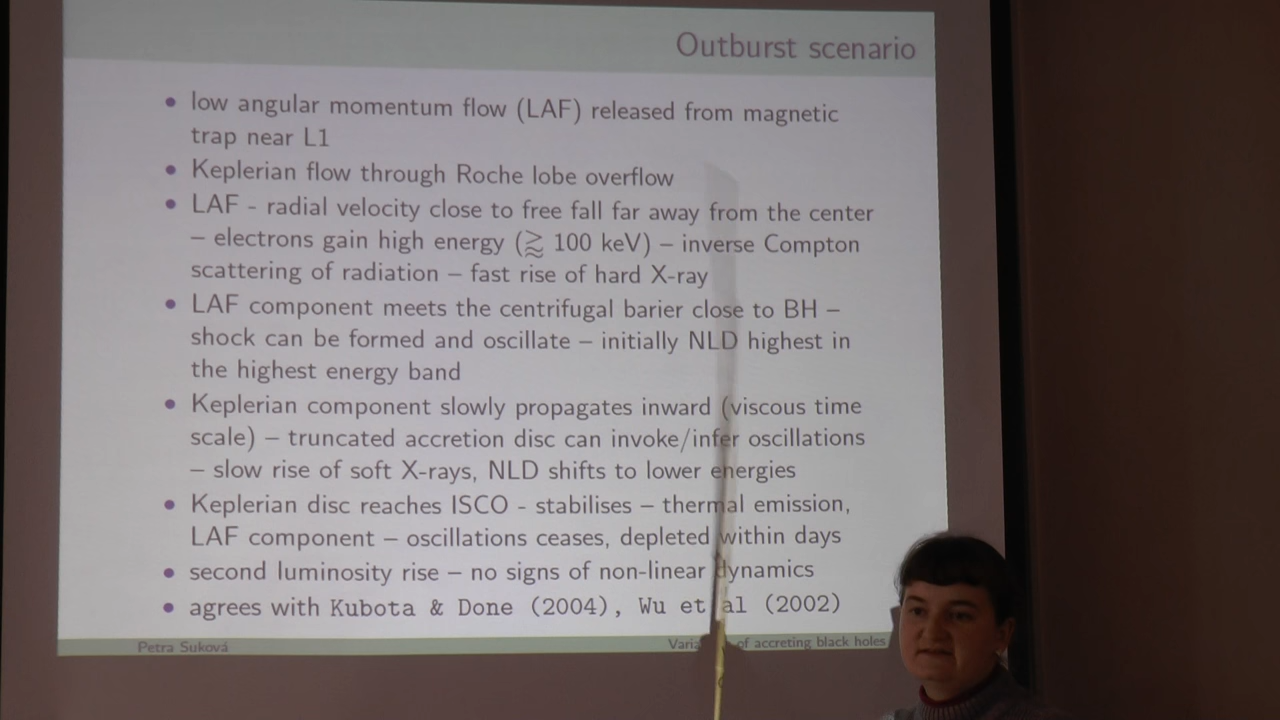 Outburst scenario
• low angular momentum flow (LAF) released from magnetic
trap near L1
• Keplerian flow through Roche lobe overflow
• LAF - radial velocity close to free fall far away from the center
– electrons gain high energy (⪆ 100 keV) – inverse Compton
scattering of radiation – fast rise of hard X-ray
• LAF component meets the centrifugal barier close to BH –
shock can be formed and oscillate – initially NLD highest in
the highest energy band
• Keplerian component slowly propagates inward (viscous time
scale) – truncated accretion disc can invoke/infer oscillations
– slow rise of soft X-rays, NLD shifts to lower energies
• Keplerian disc reaches ISCO - stabilises – thermal emission,
LAF component – oscillations ceases, depleted within days
• second luminosity rise – no signs of non-linear dynamics
• agrees with Kubota & Done (2004), Wu et al (2002)
Petra Suková
of accreting black holes